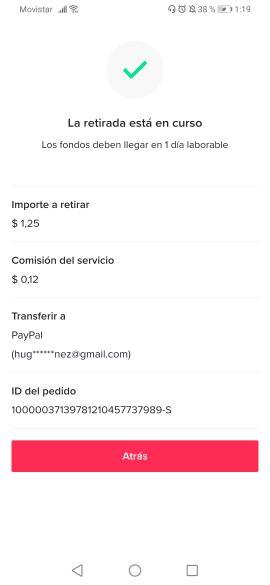 Movistar 38 % 1:19
La retirada está en curso
Los fondos deben llegar en 1 día laborable
Importe a retirar
$ 1,25
Comisión del servicio
$ 0,12
Transferir a
PayPal
(hug******nez@gmail.com)
ID del pedido
10000037139781210457737989-S
Atrás